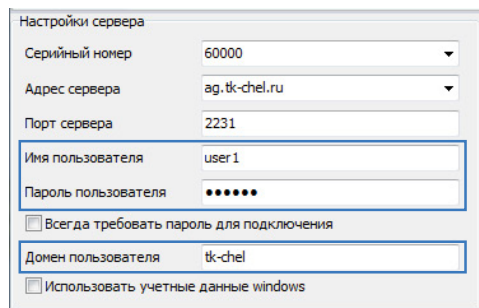 Настройки сервера
Серийный номер 60000
Адрес сервера ag.tk-chel.ru
Порт сервера 2231
Имя пользователя user1
Пароль пользователя ●●●●●●
Всегда требовать пароль для подключения
Домен пользователя tk-chel
Использовать учетные данные windows